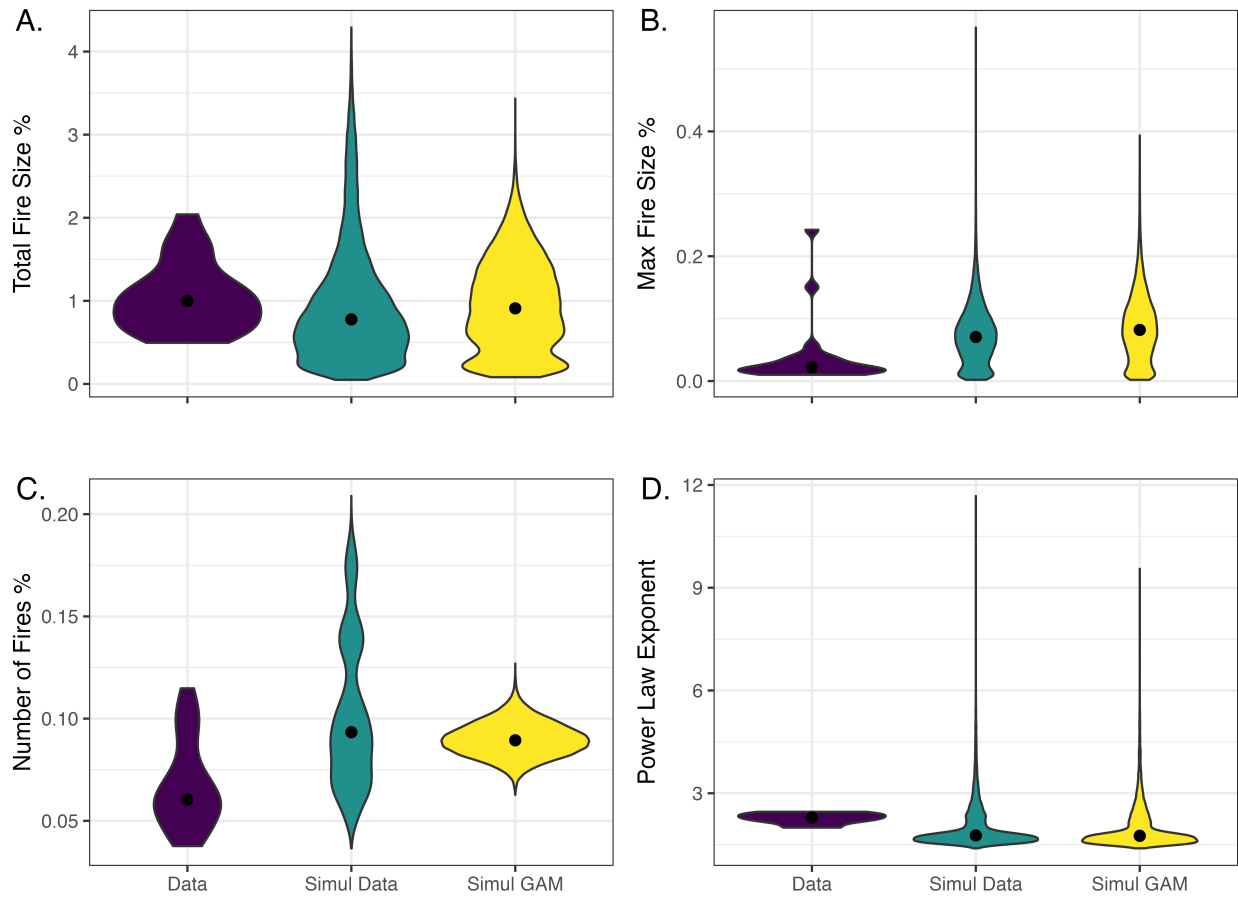 A.
Total Fire Size %
4
3
2
1
0
B.
Max Fire Size %
0.4
0.2
0.0
C.
Number of Fires %
0.20
0.15
0.10
0.05
Data
Simul Data
Simul GAM
D.
Power Law Exponent
12
9
6
3
Data
Simul Data
Simul GAM